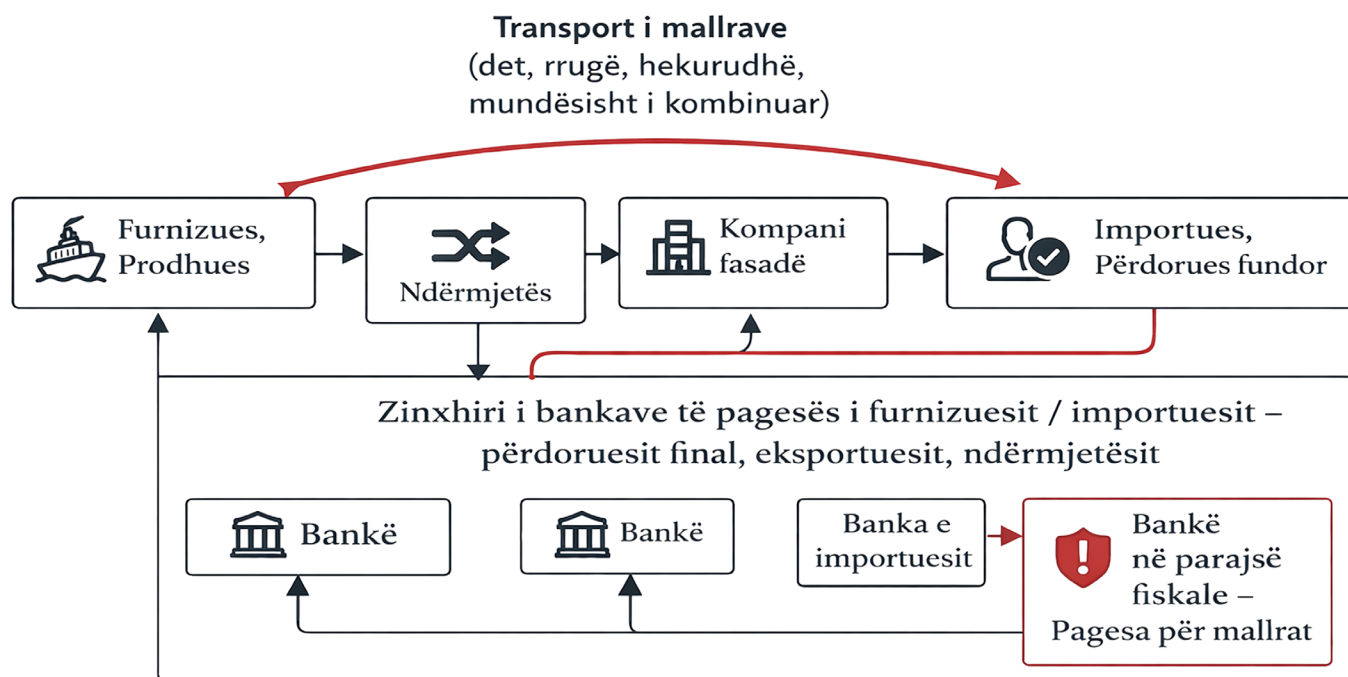 Transport i mallrave
(det, rrugë, hekurudhë,
mundësisht i kombinuar)
Furnizues,
Prodhues
Ndërmjetës
Kompani
fasadë
Importues,
Përdorues fundor
Zinxhiri i bankave të pagesës i furnizuesit / importuesit –
përdoruesit final, eksportuesit, ndërmjetësit
Bankë
Bankë
Banka e
importuesit
Bankë
në parajsë
fiskale –
Pagesa për mallrat